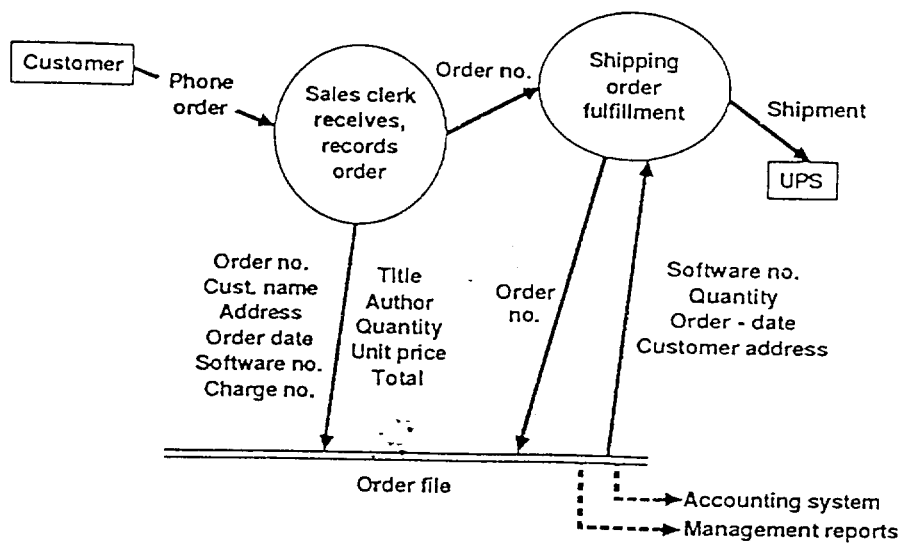 Customer
Phone
order
Sales clerk
receives,
records
order
Order no.
Shipping
order
fulfillment
Shipment
UPS
Order no.
Cust. name
Address
Order date
Software no.
Charge no.
Title
Author
Quantity
Unit price
Total
Order
no.
Software no.
Quantity
Order - date
Customer address
Order file
Accounting system
Management reports